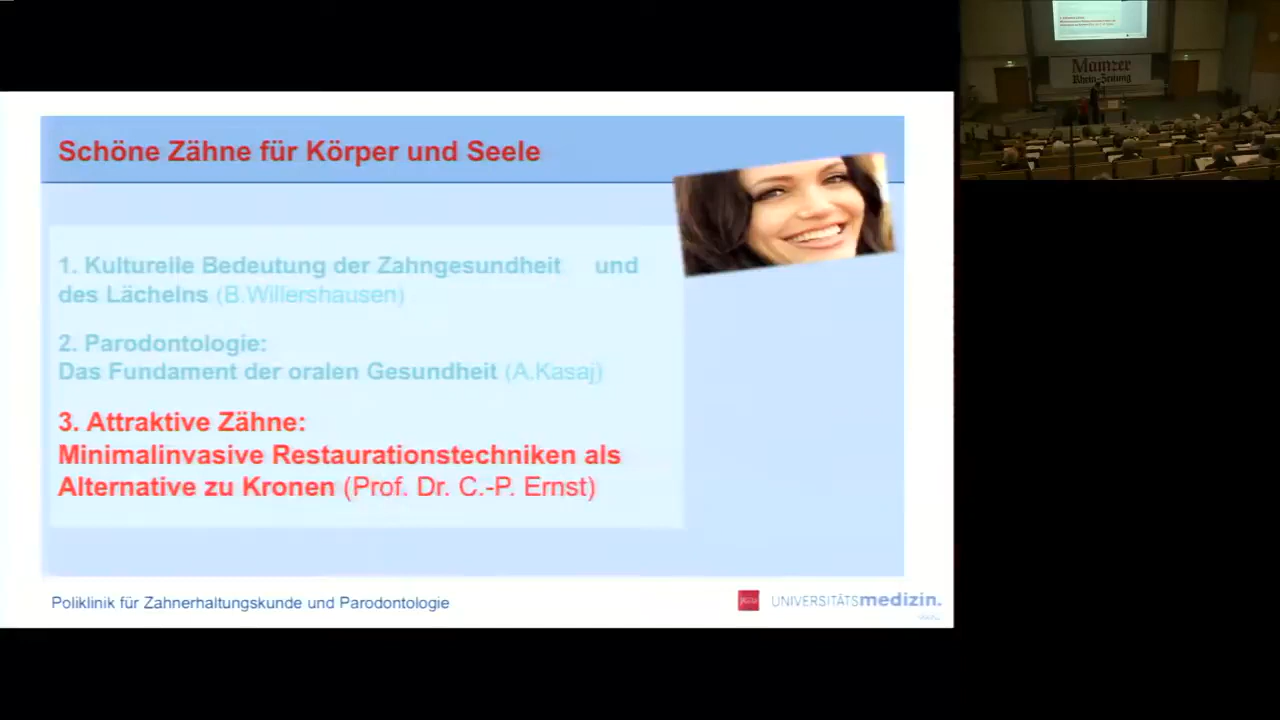 Schöne Zähne für Körper und Seele
1. Kulturelle Bedeutung der Zahngesundheit und
des Lächelns (B.Willershausen)
2. Parodontologie:
Das Fundament der oralen Gesundheit (A.Kasaj)
3. Attraktive Zähne:
Minimalinvasive Restaurationstechniken als
Alternative zu Kronen (Prof. Dr. C.-P. Ernst)
Poliklinik für Zahnerhaltungskunde und Parodontologie
UNIVERSITÄTSmedizin.
Mainzer
Rhein-Zeitung